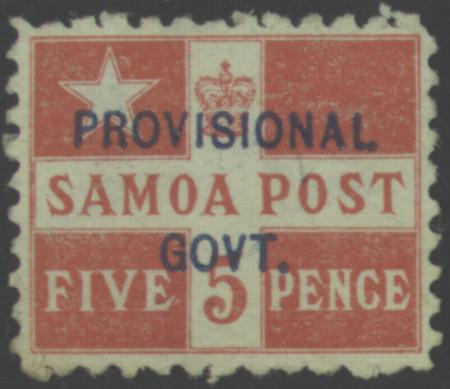 PROVISIONAL.
SAMOA POST
GOVT.
FIVE 5 PENCE